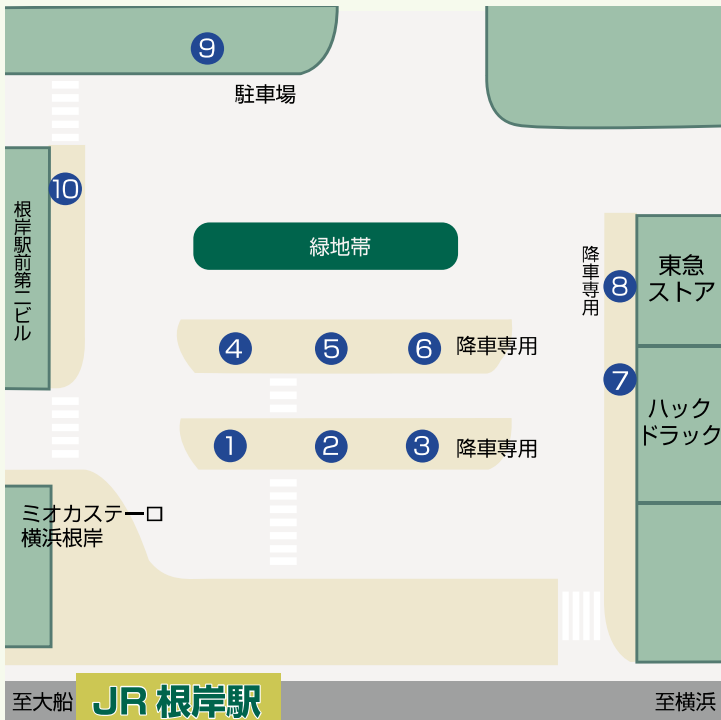 9
駐車場
10
根岸駅前第二ビル
緑地帯
降車専用
8
東急
ストア
4
5
6
降車専用
7
ハック
ドラック
1
2
3
降車専用
ミオカステーロ
横浜根岸
至大船
JR 根岸駅
至横浜